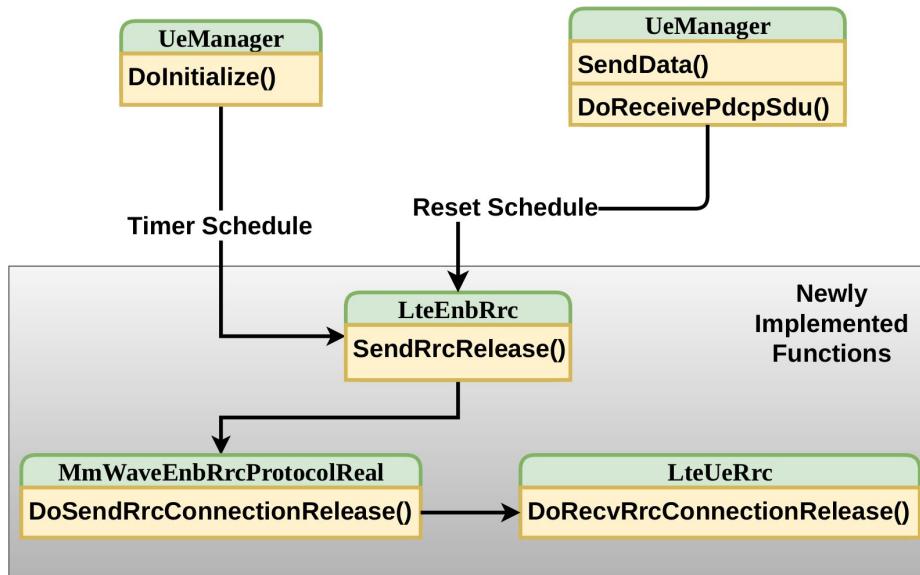 UeManager
DoInitialize()
UeManager
SendData()
DoReceivePdcpSdu()
Timer Schedule
Reset Schedule
Newly
Implemented
Functions
LteEnbRrc
SendRrcRelease()
MmWaveEnbRrcProtocolReal
DoSendRrcConnectionRelease()
LteUeRrc
DoRecvRrcConnectionRelease()